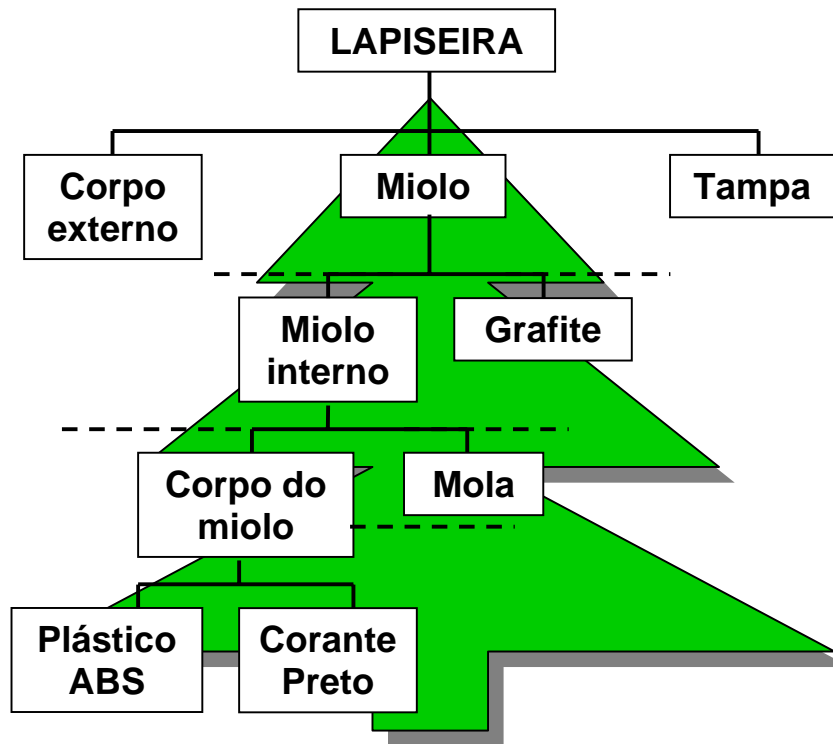 LAPISEIRA
Corpo
externo
Miolo
Tampa
Miolo
interno
Grafite
Corpo do
miolo
Mola
Plástico
ABS
Corante
Preto